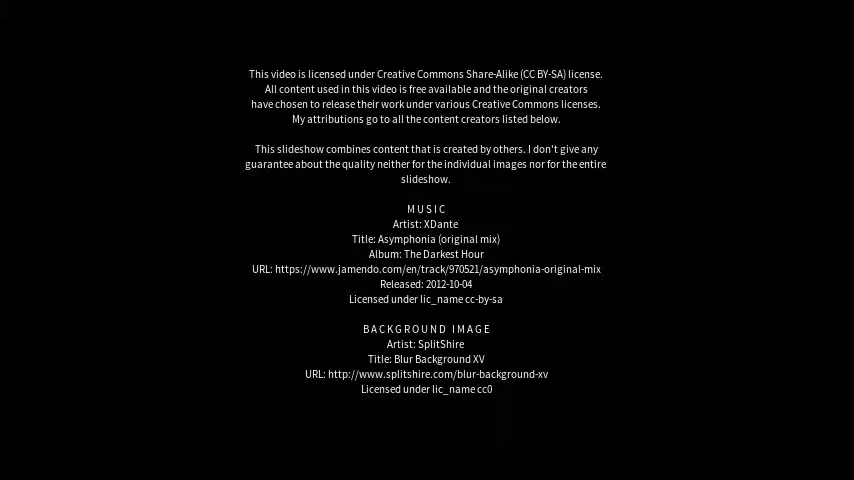 This video is licensed under Creative Commons Share-Alike (CC BY-SA) license.
All content used in this video is free available and the original creators
have chosen to release their work under various Creative Commons licenses.
My attributions go to all the content creators listed below.
This slideshow combines content that is created by others. I don't give any
guarantee about the quality neither for the individual images nor for the entire
slideshow.
MUSIC
Artist: XDante
Title: Asymphonia (original mix)
Album: The Darkest Hour
URL: https://www.jamendo.com/en/track/970521/asymphonia-original-mix
Released: 2012-10-04
Licensed under lic_name cc-by-sa
BACKGROUND IMAGE
Artist: SplitShire
Title: Blur Background XV
URL: http://www.splitshire.com/blur-background-xv
Licensed under lic_name cc0